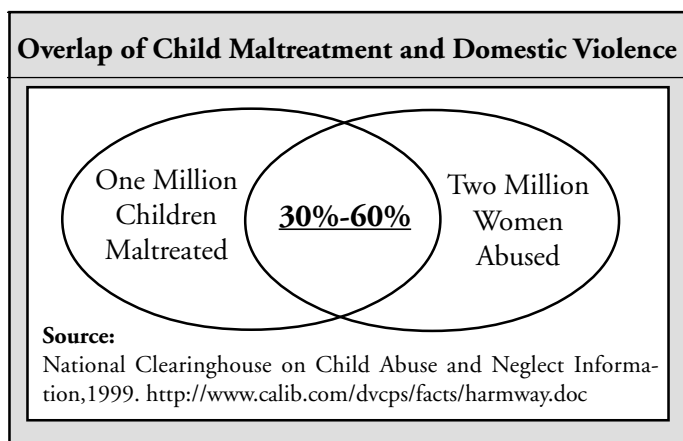 Overlap of Child Maltreatment and Domestic Violence
One Million
Children
Maltreated
30%-60%
Two Million
Women
Abused
Source:
National Clearinghouse on Child Abuse and Neglect Informa-
tion,1999. http://www.calib.com/dvcps/facts/harmway.doc